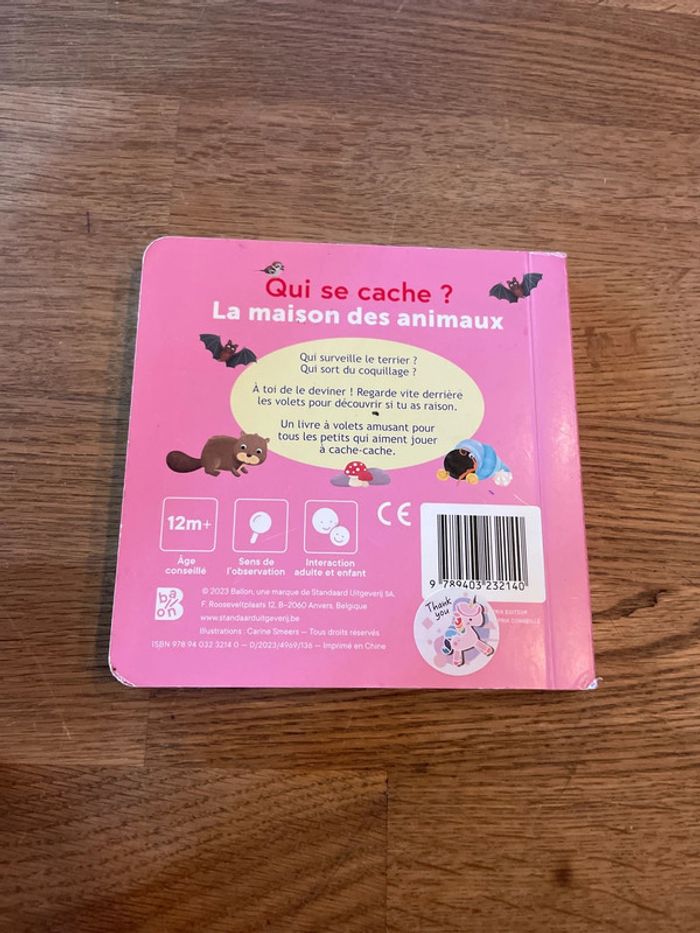 Qui se cache ?
La maison des animaux
Qui surveille le terrier ?
Qui sort du coquillage ?
À toi de le deviner ! Regarde vite derrière
les volets pour découvrir si tu as raison.
Un livre à volets amusant pour
tous les petits qui aiment jouer
à cache-cache.
12m+
Âge
conseillé
Sens de
l'observation
Interaction
adulte et enfant
CE
9 789403 232140
Thank
you
ballon
© 2023 Ballon, une marque de Standaard Uitgeverij SA,
F. Rooseveltplaats 12, B–2060 Anvers, Belgique
www.standaarduitgeverij.be
Illustrations : Carine Smeers — Tous droits réservés
ISBN 978 94 032 3214 0 — D/2023/4969/136 — Imprimé en Chine